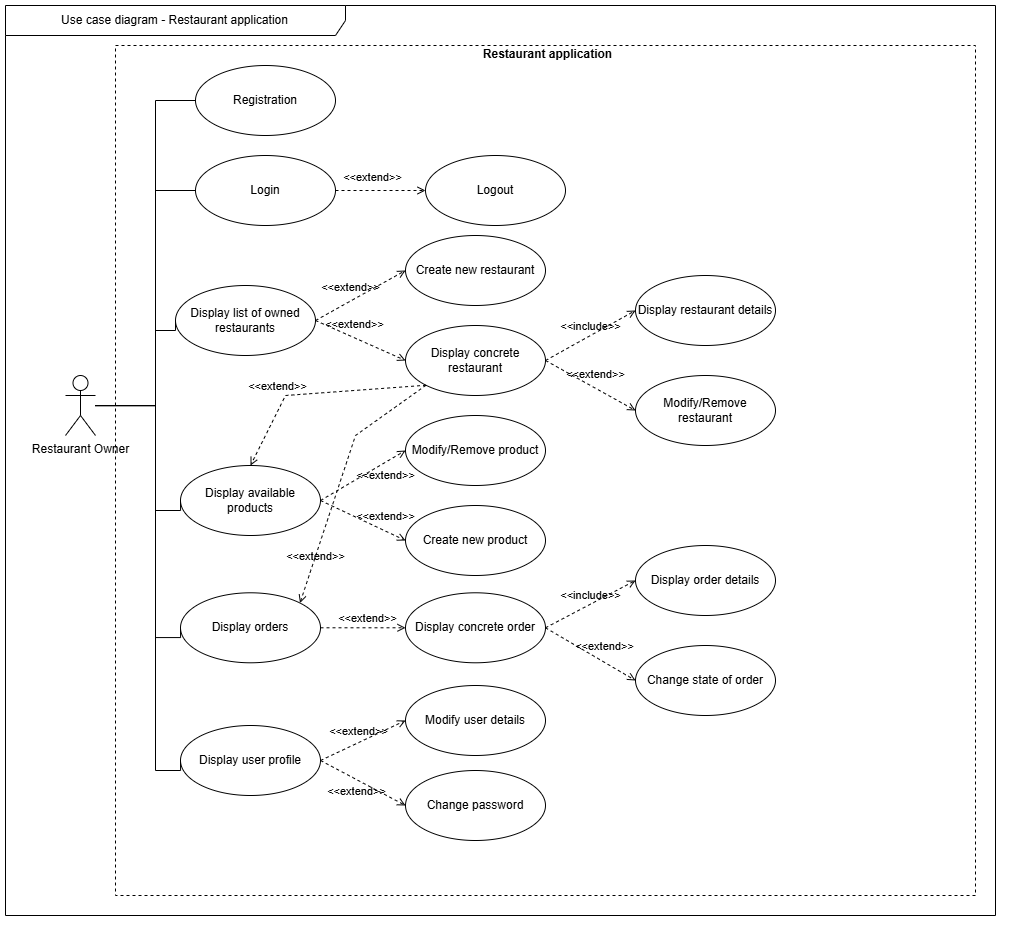 Use case diagram - Restaurant application
Restaurant application
Registration
Login
<<extend>>
Logout
Create new restaurant
<<extend>>
Display list of owned
restaurants
<<extend>>
Display concrete
restaurant
<<include>>
Display restaurant details
<<extend>>
Modify/Remove
restaurant
<<extend>>
Restaurant Owner
Modify/Remove product
<<extend>>
Display available
products
<<extend>>
Create new product
<<extend>>
Display orders
<<extend>>
Display concrete order
<<include>>
Display order details
<<extend>>
Change state of order
Modify user details
<<extend>>
Display user profile
<<extend>>
Change password